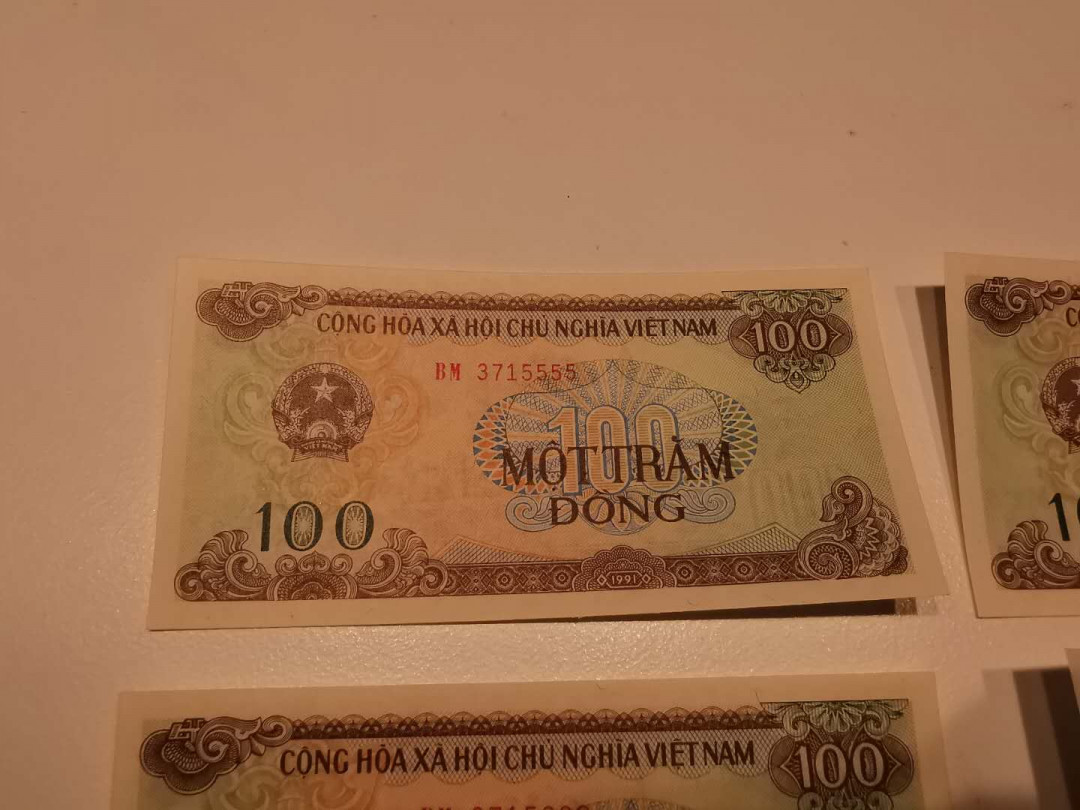 CỘNG HÒA XÃ HỘI CHỦ NGHĨA VIỆT NAM
100
BM 3715555
100
MỘT TRĂM
ĐỒNG
100
1991
CỘNG HÒA XÃ HỘI CHỦ NGHĨA VIỆT NAM
100